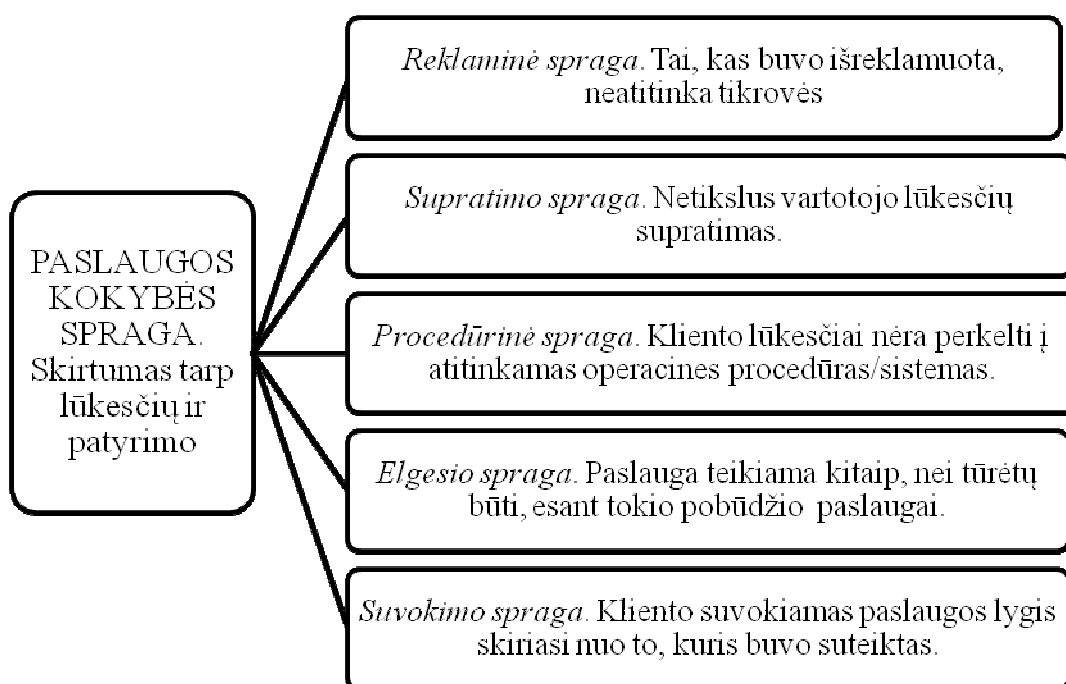 PASLAUGOS
KOKYBĖS
SPRAGA.
Skirtumas tarp
lūkesčių ir
patyrimo
Reklaminė spraga. Tai, kas buvo išreklamuota,
neatitinka tikrovės
Supratimo spraga. Netikslus vartotojo lūkesčių
supratimas.
Procedūrinė spraga. Kliento lūkesčiai nėra perkelti į
atitinkamas operacines procedūras/sistemas.
Elgesio spraga. Paslauga teikiama kitaip, nei tūrėtų
būti, esant tokio pobūdžio paslaugai.
Suvokimo spraga. Kliento suvokiamas paslaugos lygis
skiriasi nuo to, kuris buvo suteiktas.